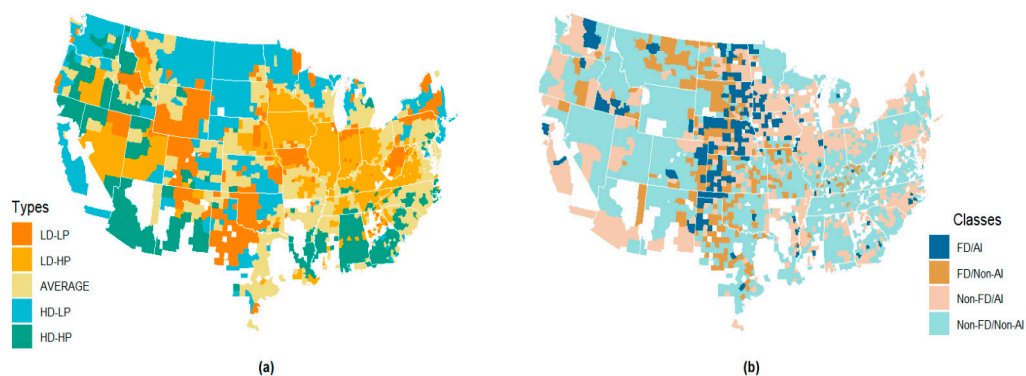 Types
LD-LP
LD-HP
AVERAGE
HD-LP
HD-HP
(a)
Classes
FD/AI
FD/Non-AI
Non-FD/AI
Non-FD/Non-AI
(b)